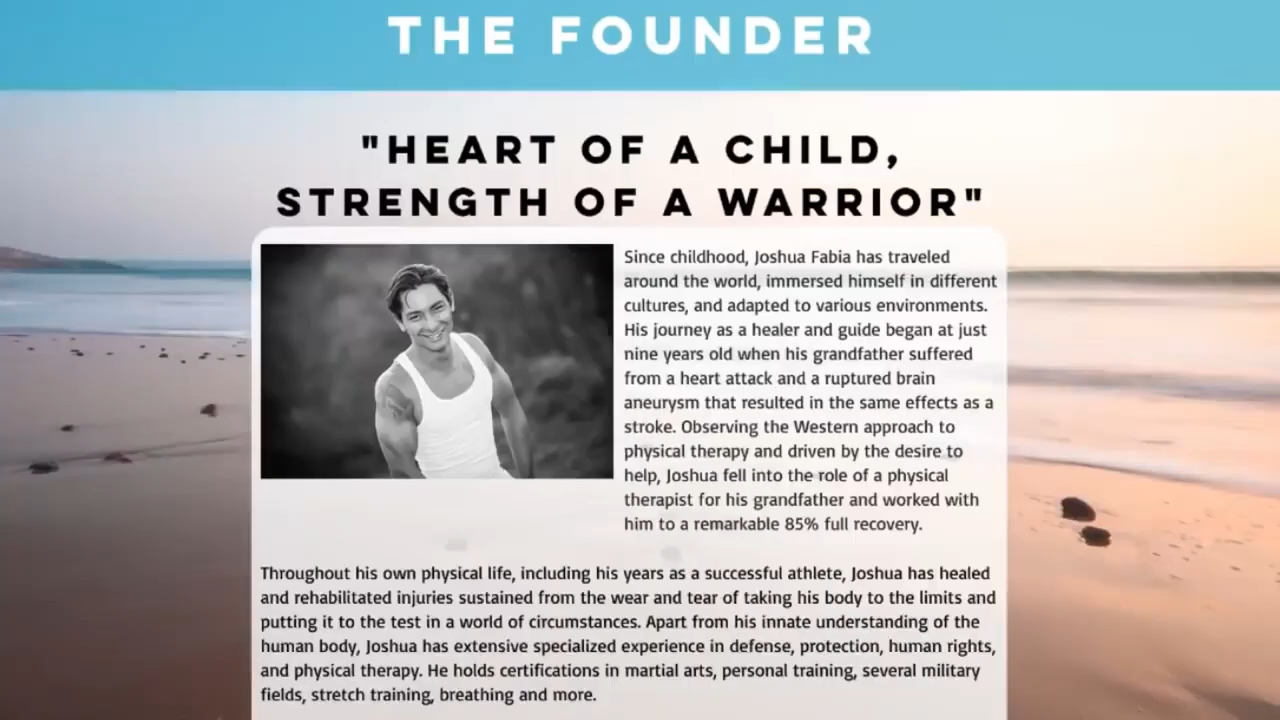 THE FOUNDER
"HEART OF A CHILD,
STRENGTH OF A WARRIOR"
Since childhood, Joshua Fabia has traveled
around the world, immersed himself in different
cultures, and adapted to various environments.
His journey as a healer and guide began at just
nine years old when his grandfather suffered
from a heart attack and a ruptured brain
aneurysm that resulted in the same effects as a
stroke. Observing the Western approach to
physical therapy and driven by the desire to
help, Joshua fell into the role of a physical
therapist for his grandfather and worked with
him to a remarkable 85% full recovery.
Throughout his own physical life, including his years as a successful athlete, Joshua has healed
and rehabilitated injuries sustained from the wear and tear of taking his body to the limits and
putting it to the test in a world of circumstances. Apart from his innate understanding of the
human body, Joshua has extensive specialized experience in defense, protection, human rights,
and physical therapy. He holds certifications in martial arts, personal training, several military
fields, stretch training, breathing and more.